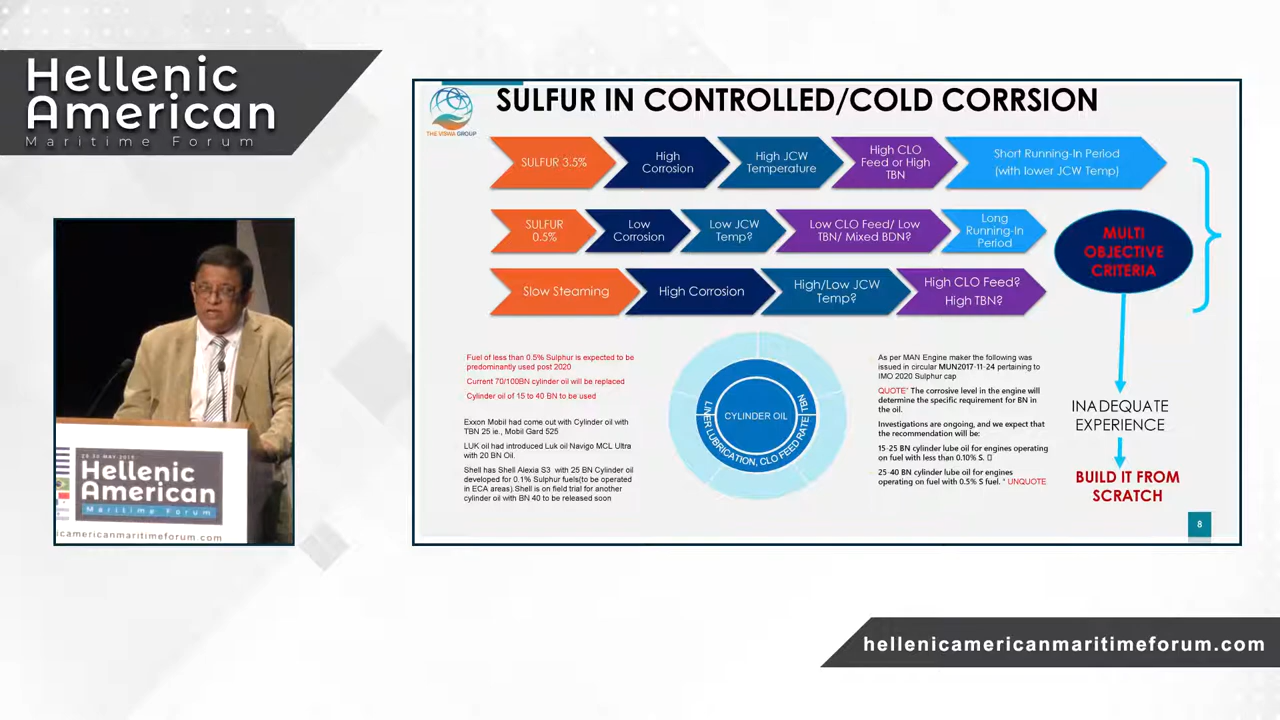 Hellenic
American
Maritime Forum
THE VISWA GROUP
SULFUR IN CONTROLLED/COLD CORRSION
SULFUR 3.5%
High
Corrosion
High JCW
Temperature
High CLO
Feed or High
TBN
Short Running-In Period
(with lower JCW Temp)
SULFUR
0.5%
Low
Corrosion
Low JCW
Temp?
Low CLO Feed/ Low
TBN/ Mixed BDN?
Long
Running-In
Period
Slow Steaming
High Corrosion
High/Low JCW
Temp?
High CLO Feed?
High TBN?
MULTI
OBJECTIVE
CRITERIA
INADEQUATE
EXPERIENCE
BUILD IT FROM
SCRATCH
Fuel of less than 0.5% Sulphur is expected to be
predominantly used post 2020
Current 70/100BN cylinder oil will be replaced
Cylinder oil of 15 to 40 BN to be used
Exxon Mobil had come out with Cylinder oil with
TBN 25 ie., Mobil Gard 525
LUK oil had introduced Luk oil Navigo MCL Ultra
with 20 BN Oil.
Shell has Shell Alexia S3 with 25 BN Cylinder oil
developed for 0.1% Sulphur fuels(to be operated
in ECA areas).Shell is on field trial for another
cylinder oil with BN 40 to be released soon
CYLINDER OIL
LINER LUBRICATION, CLO FEED RATE, TBN
As per MAN Engine maker the following was
issued in circular MUN2017-11-24 pertaining to
IMO 2020 Sulphur cap
QUOTE" The corrosive level in the engine will
determine the specific requirement for BN in
the oil.
Investigations are ongoing, and we expect that
the recommendation will be:
15-25 BN cylinder lube oil for engines operating
on fuel with less than 0.10% S.
25-40 BN cylinder lube oil for engines
operating on fuel with 0.5% S fuel. " UNQUOTE
8
29-30 MAY 2019
Hellenic
American
Maritime Forum
icamericanmaritimeforum.com
hellenicamericanmaritimeforum.com